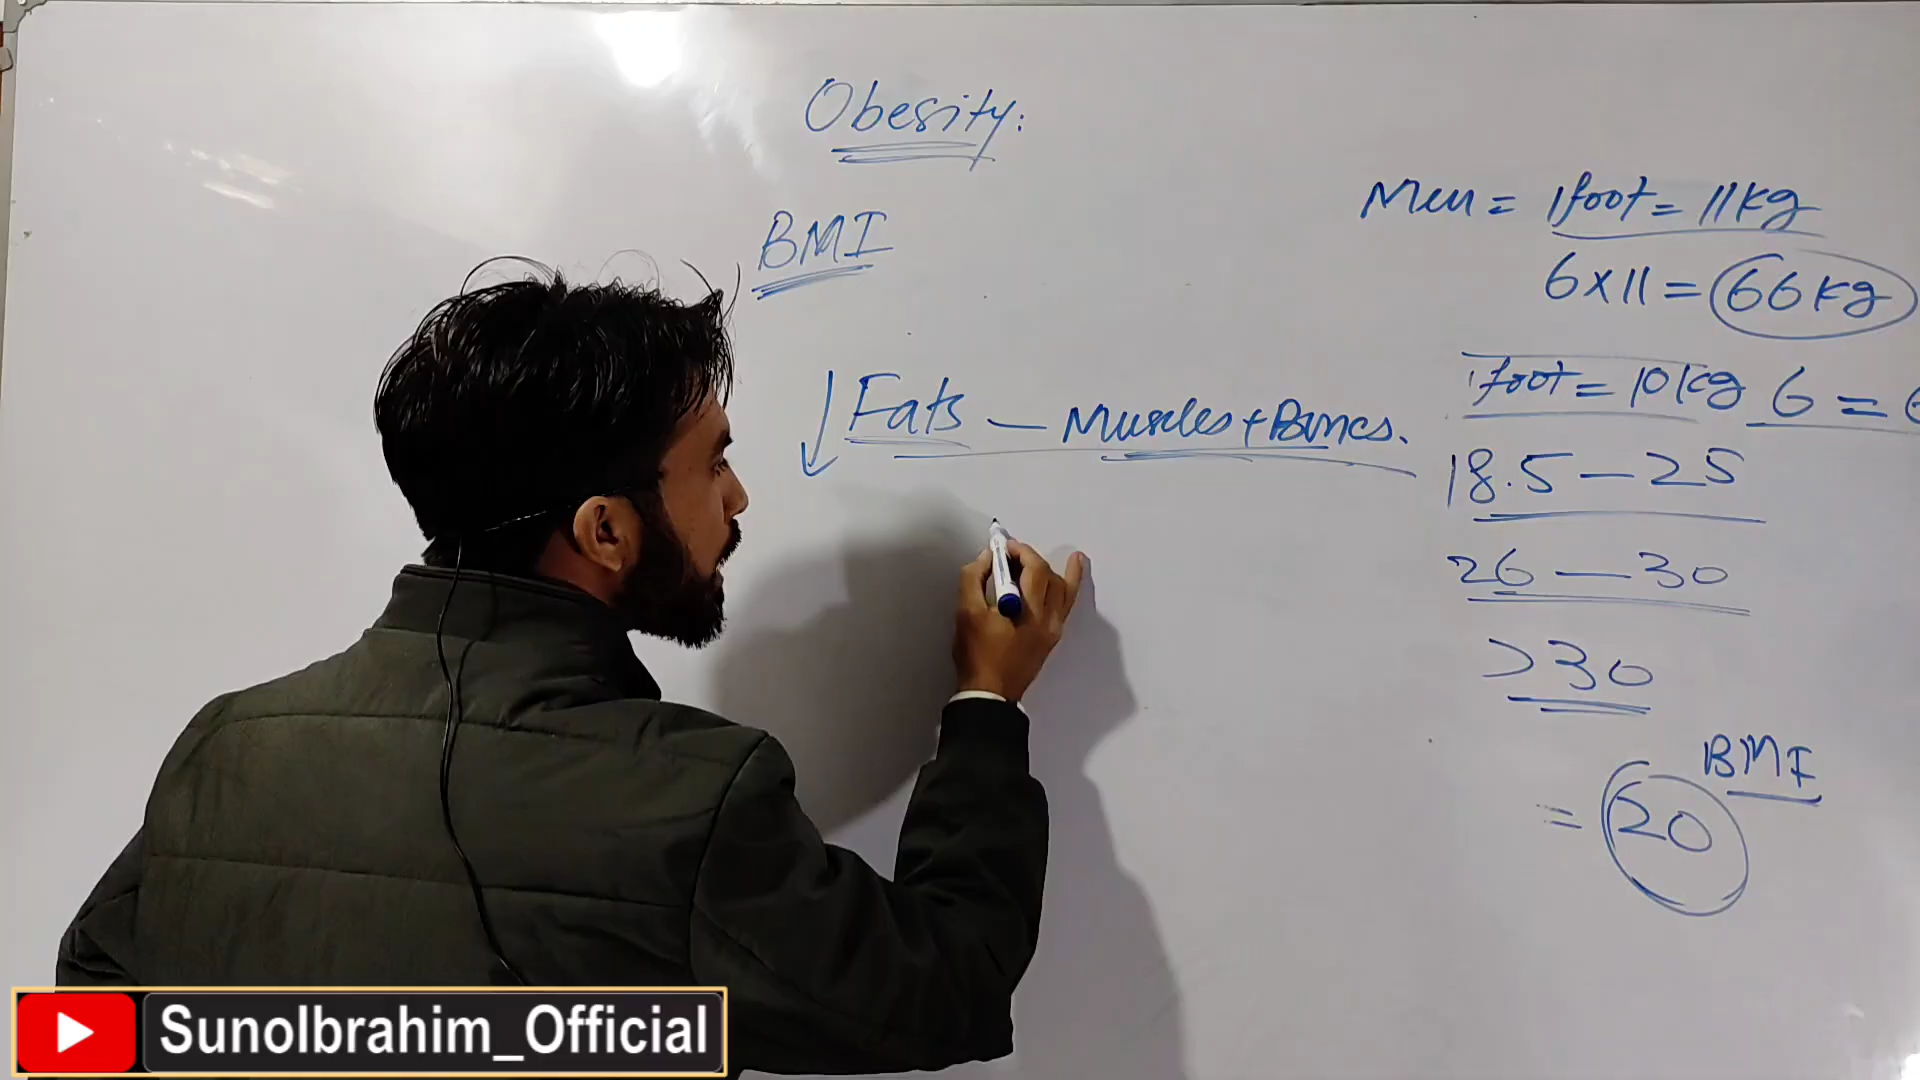 Obesity:
BMI
↓ Fats — Muscles + Bones.
Men = 1 foot = 11 kg
6 x 11 = 66 kg
1 foot = 10 kg 6 =
18.5 — 25
26 — 30
>30
BMI
= 20
SunoIbrahim_Official